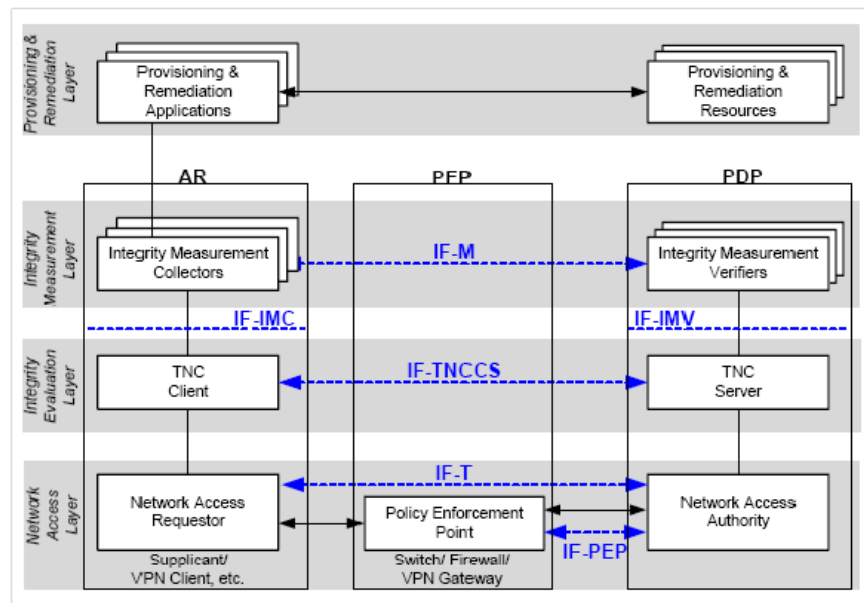 Provisioning &
Remediation
Layer
Provisioning &
Remediation
Applications
Provisioning &
Remediation
Resources
AR
PEP
PDP
Integrity
Measurement
Layer
Integrity Measurement
Collectors
IF-M
Integrity Measurement
Verifiers
IF-IMC
IF-IMV
Integrity
Evaluation
Layer
TNC
Client
IF-TNCCS
TNC
Server
Network
Access
Layer
Network Access
Requestor
IF-T
Policy Enforcement
Point
Network Access
Authority
IF-PEP
Supplicant/
VPN Client, etc.
Switch/ Firewall/
VPN Gateway